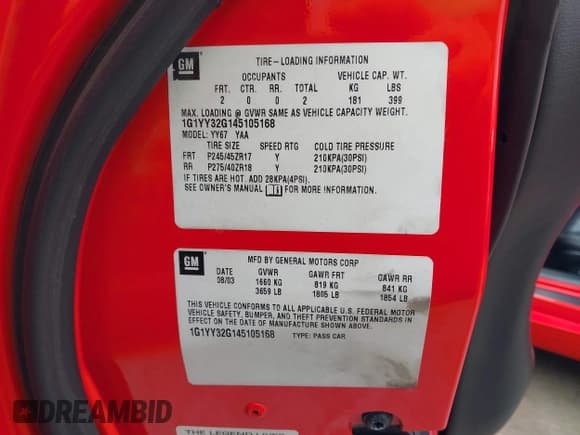 GM
TIRE-LOADING INFORMATION
OCCUPANTS VEHICLE CAP. WT.
FRT. CTR. RR. TOTAL KG LBS
2 0 0 2 181 399
MAX. LOADING @ GVWR SAME AS VEHICLE CAPACITY WEIGHT.
1G1YY32G145105168
MODEL: YY67 YAA
TIRE SIZE SPEED RTG COLD TIRE PRESSURE
FRT P245/45ZR17 Y 210KPA(30PSI)
RR P275/40ZR18 Y 210KPA(30PSI)
IF TIRES ARE HOT, ADD 28KPA(4PSI).
SEE OWNER'S MANUAL FOR MORE INFORMATION.
GM
MFD BY GENERAL MOTORS CORP
DATE GVWR GAWR FRT GAWR RR
08/03 1660 KG 819 KG 841 KG
3659 LB 1805 LB 1854 LB
THIS VEHICLE CONFORMS TO ALL APPLICABLE U.S. FEDERAL MOTOR
VEHICLE SAFETY, BUMPER, AND THEFT PREVENTION STANDARDS IN
EFFECT ON THE DATE OF MANUFACTURE SHOWN ABOVE.
1G1YY32G145105168 TYPE: PASS CAR
THE LEGEND LIVES
DREAMBID